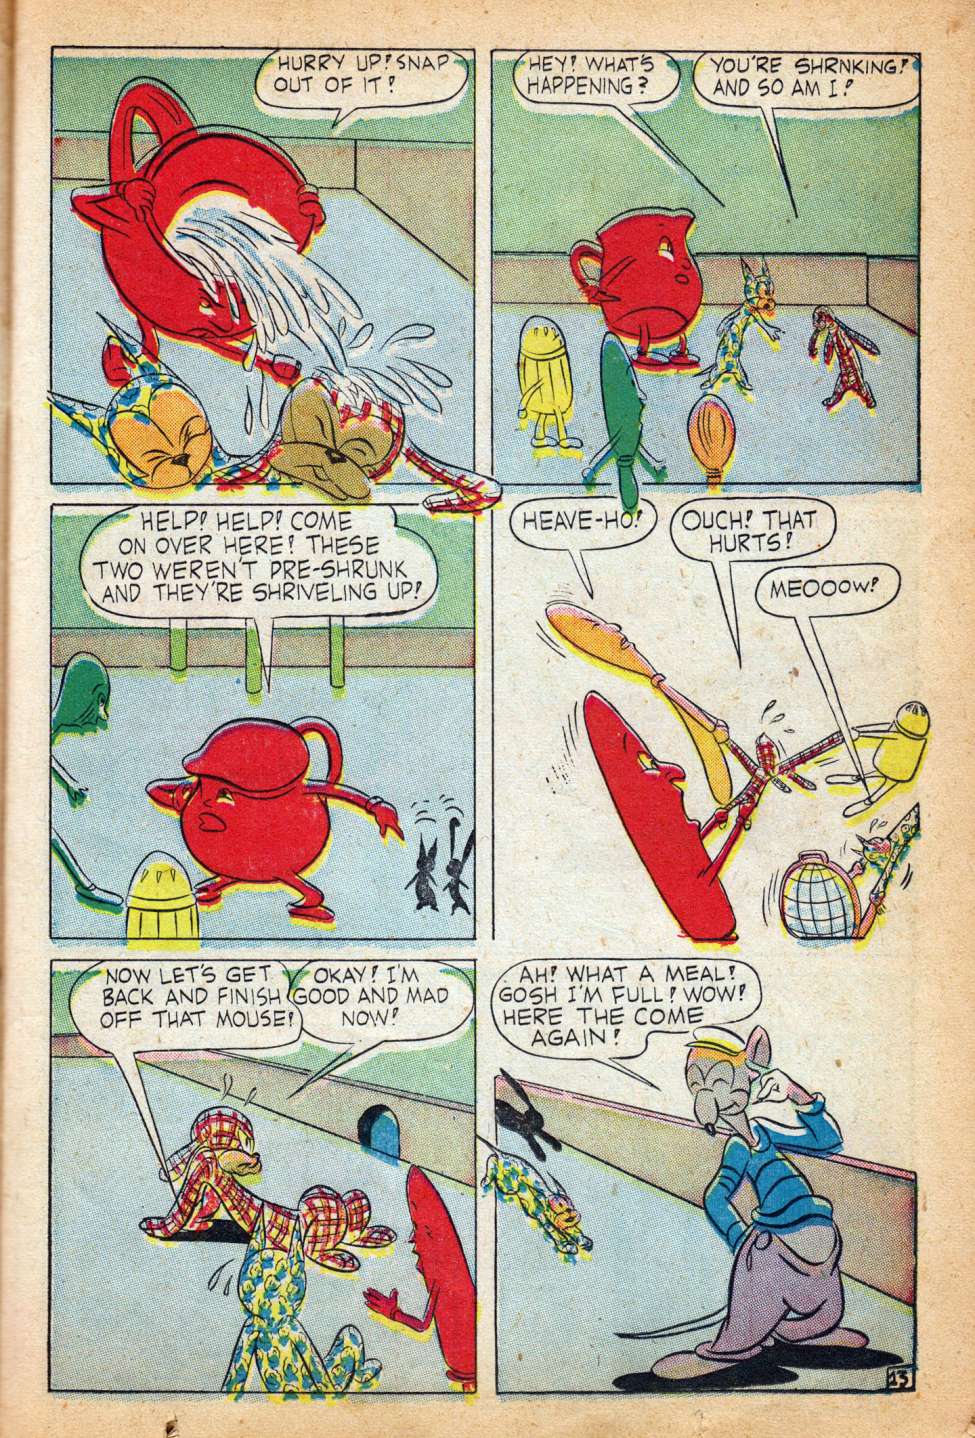 HURRY UP! SNAP
OUT OF IT!
HEY! WHAT'S
HAPPENING?
YOU'RE SHRNKING!
AND SO AM I!
HELP! HELP! COME
ON OVER HERE! THESE
TWO WEREN'T PRE-SHRUNK
AND THEY'RE SHRIVELING UP!
HEAVE-HO!
OUCH! THAT
HURTS!
MEOOOW!
NOW LET'S GET
BACK AND FINISH
OFF THAT MOUSE!
OKAY! I'M
GOOD AND MAD
NOW!
AH! WHAT A MEAL!
GOSH I'M FULL! WOW!
HERE THE COME
AGAIN!
13